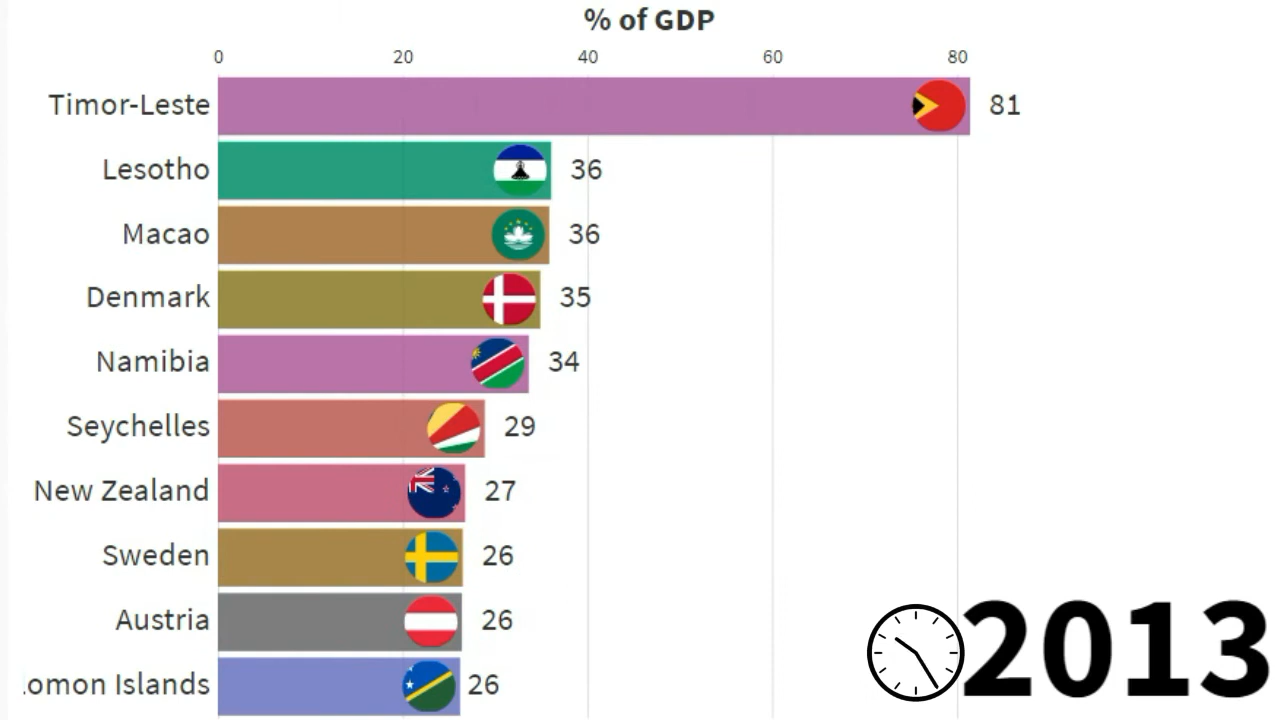 % of GDP
0 20 40 60 80
Timor-Leste 81
Lesotho 36
Macao 36
Denmark 35
Namibia 34
Seychelles 29
New Zealand 27
Sweden 26
Austria 26
lomon Islands 26
2013